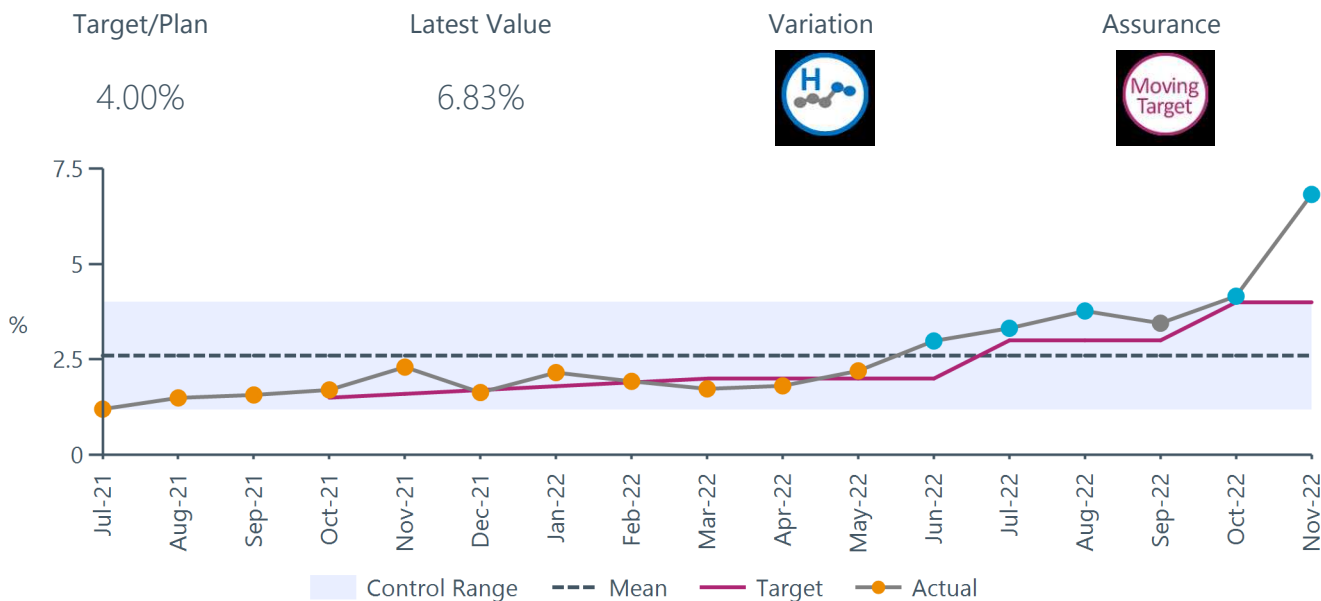 Target/Plan Latest Value Variation Assurance
4.00% 6.83%
H
Moving
Target
7.5
5
%
2.5
0
Jul-21 Aug-21 Sep-21 Oct-21 Nov-21 Dec-21 Jan-22 Feb-22 Mar-22 Apr-22 May-22 Jun-22 Jul-22 Aug-22 Sep-22 Oct-22 Nov-22
Control Range Mean Target Actual